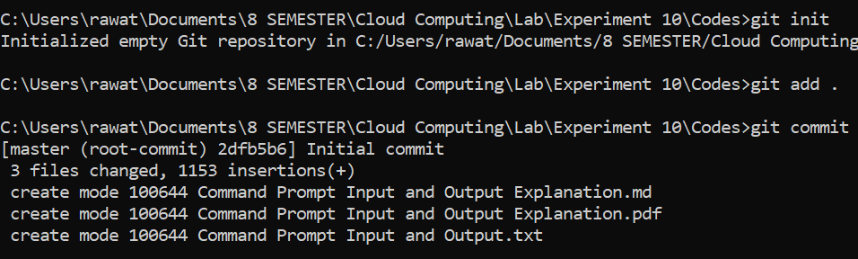 C:\Users\rawat\Documents\8 SEMESTER\Cloud Computing\Lab\Experiment 10\Codes>git init
Initialized empty Git repository in C:/Users/rawat/Documents/8 SEMESTER/Cloud Computing
C:\Users\rawat\Documents\8 SEMESTER\Cloud Computing\Lab\Experiment 10\Codes>git add .
C:\Users\rawat\Documents\8 SEMESTER\Cloud Computing\Lab\Experiment 10\Codes>git commit
[master (root-commit) 2dfb5b6] Initial commit
 3 files changed, 1153 insertions(+)
 create mode 100644 Command Prompt Input and Output Explanation.md
 create mode 100644 Command Prompt Input and Output Explanation.pdf
 create mode 100644 Command Prompt Input and Output.txt